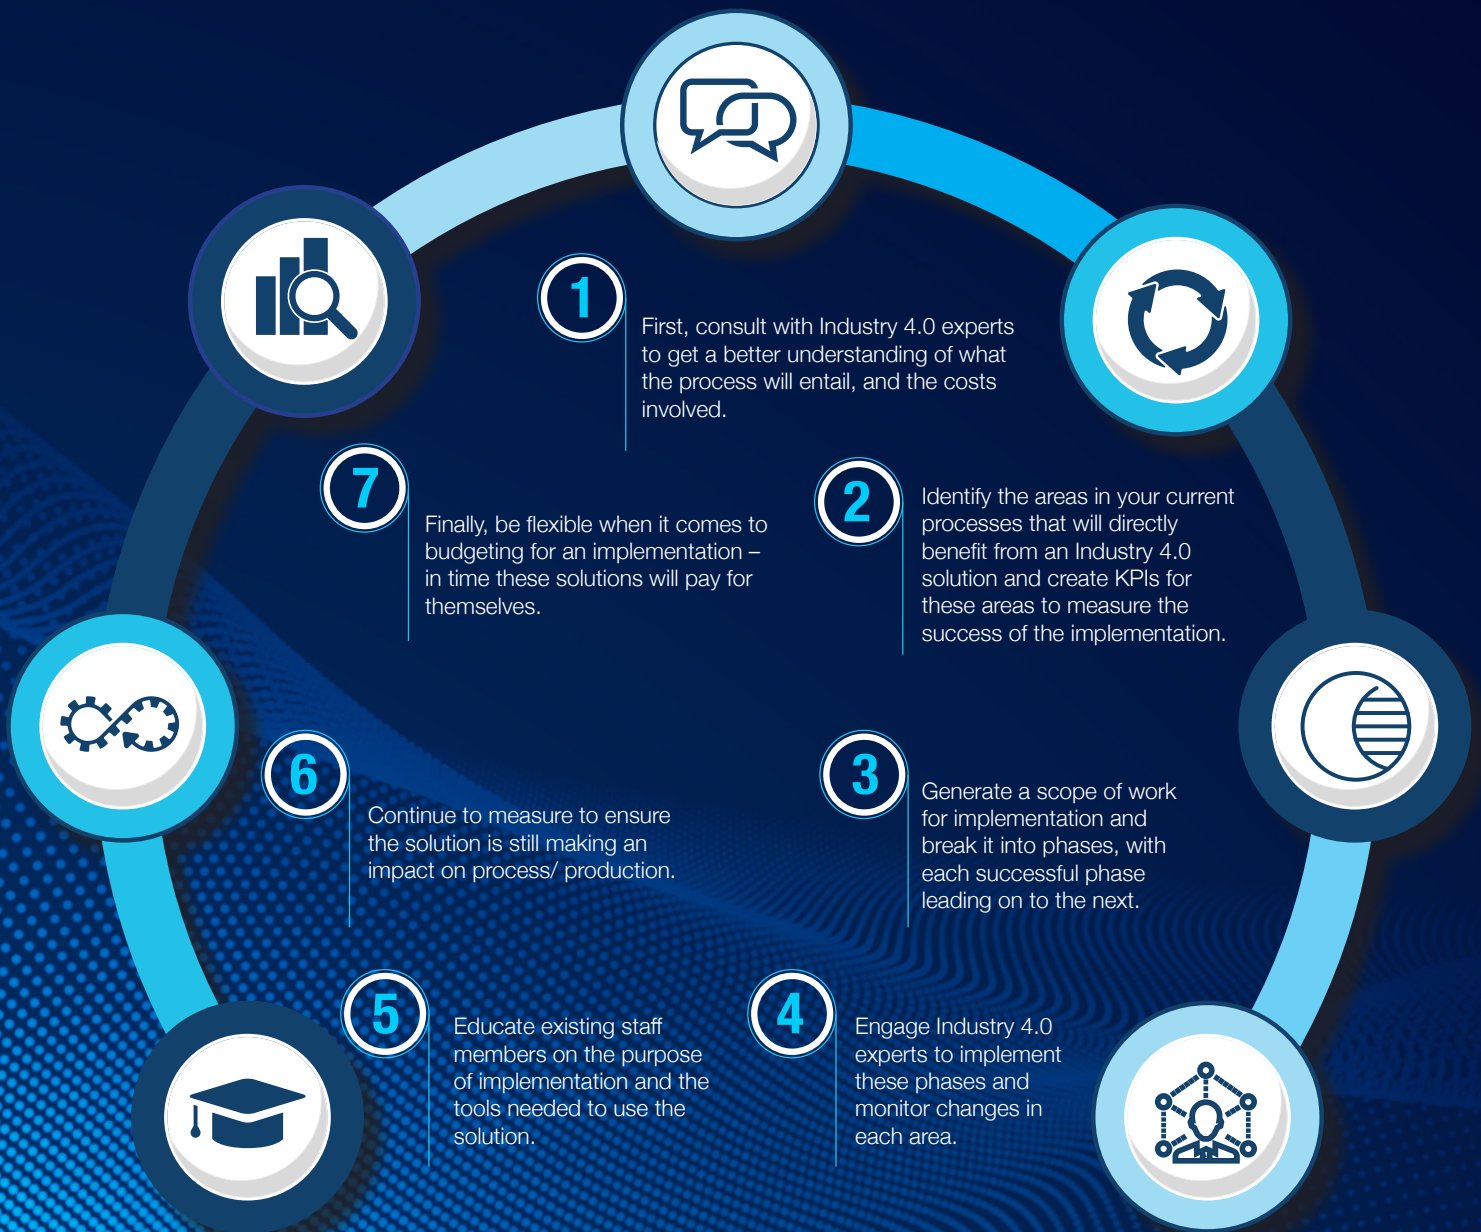 1
First, consult with Industry 4.0 experts
to get a better understanding of what
the process will entail, and the costs
involved.
2
Identify the areas in your current
processes that will directly
benefit from an Industry 4.0
solution and create KPIs for
these areas to measure the
success of the implementation.
3
Generate a scope of work
for implementation and
break it into phases, with
each successful phase
leading on to the next.
4
Engage Industry 4.0
experts to implement
these phases and
monitor changes in
each area.
5
Educate existing staff
members on the purpose
of implementation and the
tools needed to use the
solution.
6
Continue to measure to ensure
the solution is still making an
impact on process/ production.
7
Finally, be flexible when it comes to
budgeting for an implementation –
in time these solutions will pay for
themselves.